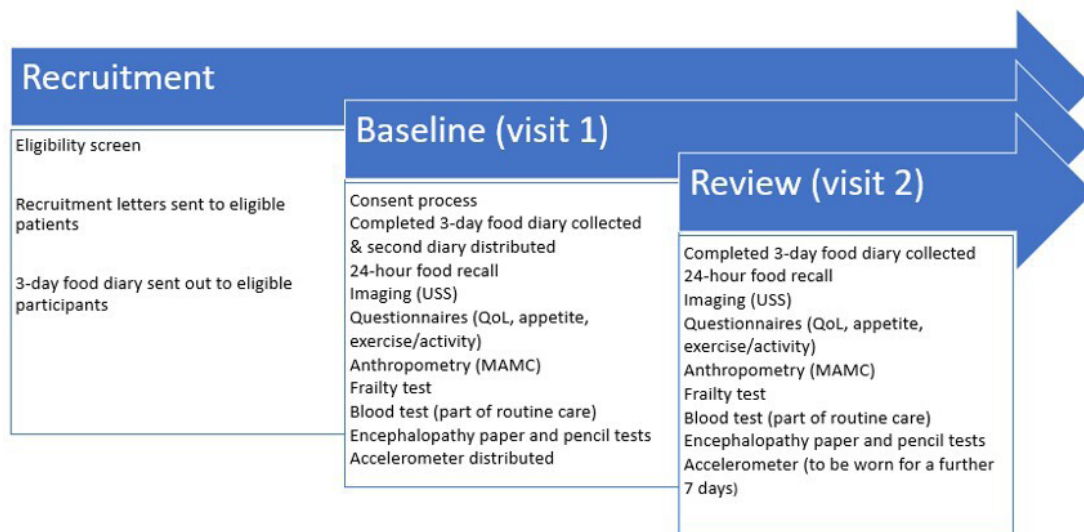 Recruitment
Eligibility screen
Recruitment letters sent to eligible
patients
3-day food diary sent out to eligible
participants
Baseline (visit 1)
Consent process
Completed 3-day food diary collected
& second diary distributed
24-hour food recall
Imaging (USS)
Questionnaires (QoL, appetite,
exercise/activity)
Anthropometry (MAMC)
Frailty test
Blood test (part of routine care)
Encephalopathy paper and pencil tests
Accelerometer distributed
Review (visit 2)
Completed 3-day food diary collected
24-hour food recall
Imaging (USS)
Questionnaires (QoL, appetite,
exercise/activity)
Anthropometry (MAMC)
Frailty test
Blood test (part of routine care)
Encephalopathy paper and pencil tests
Accelerometer (to be worn for a further
7 days)